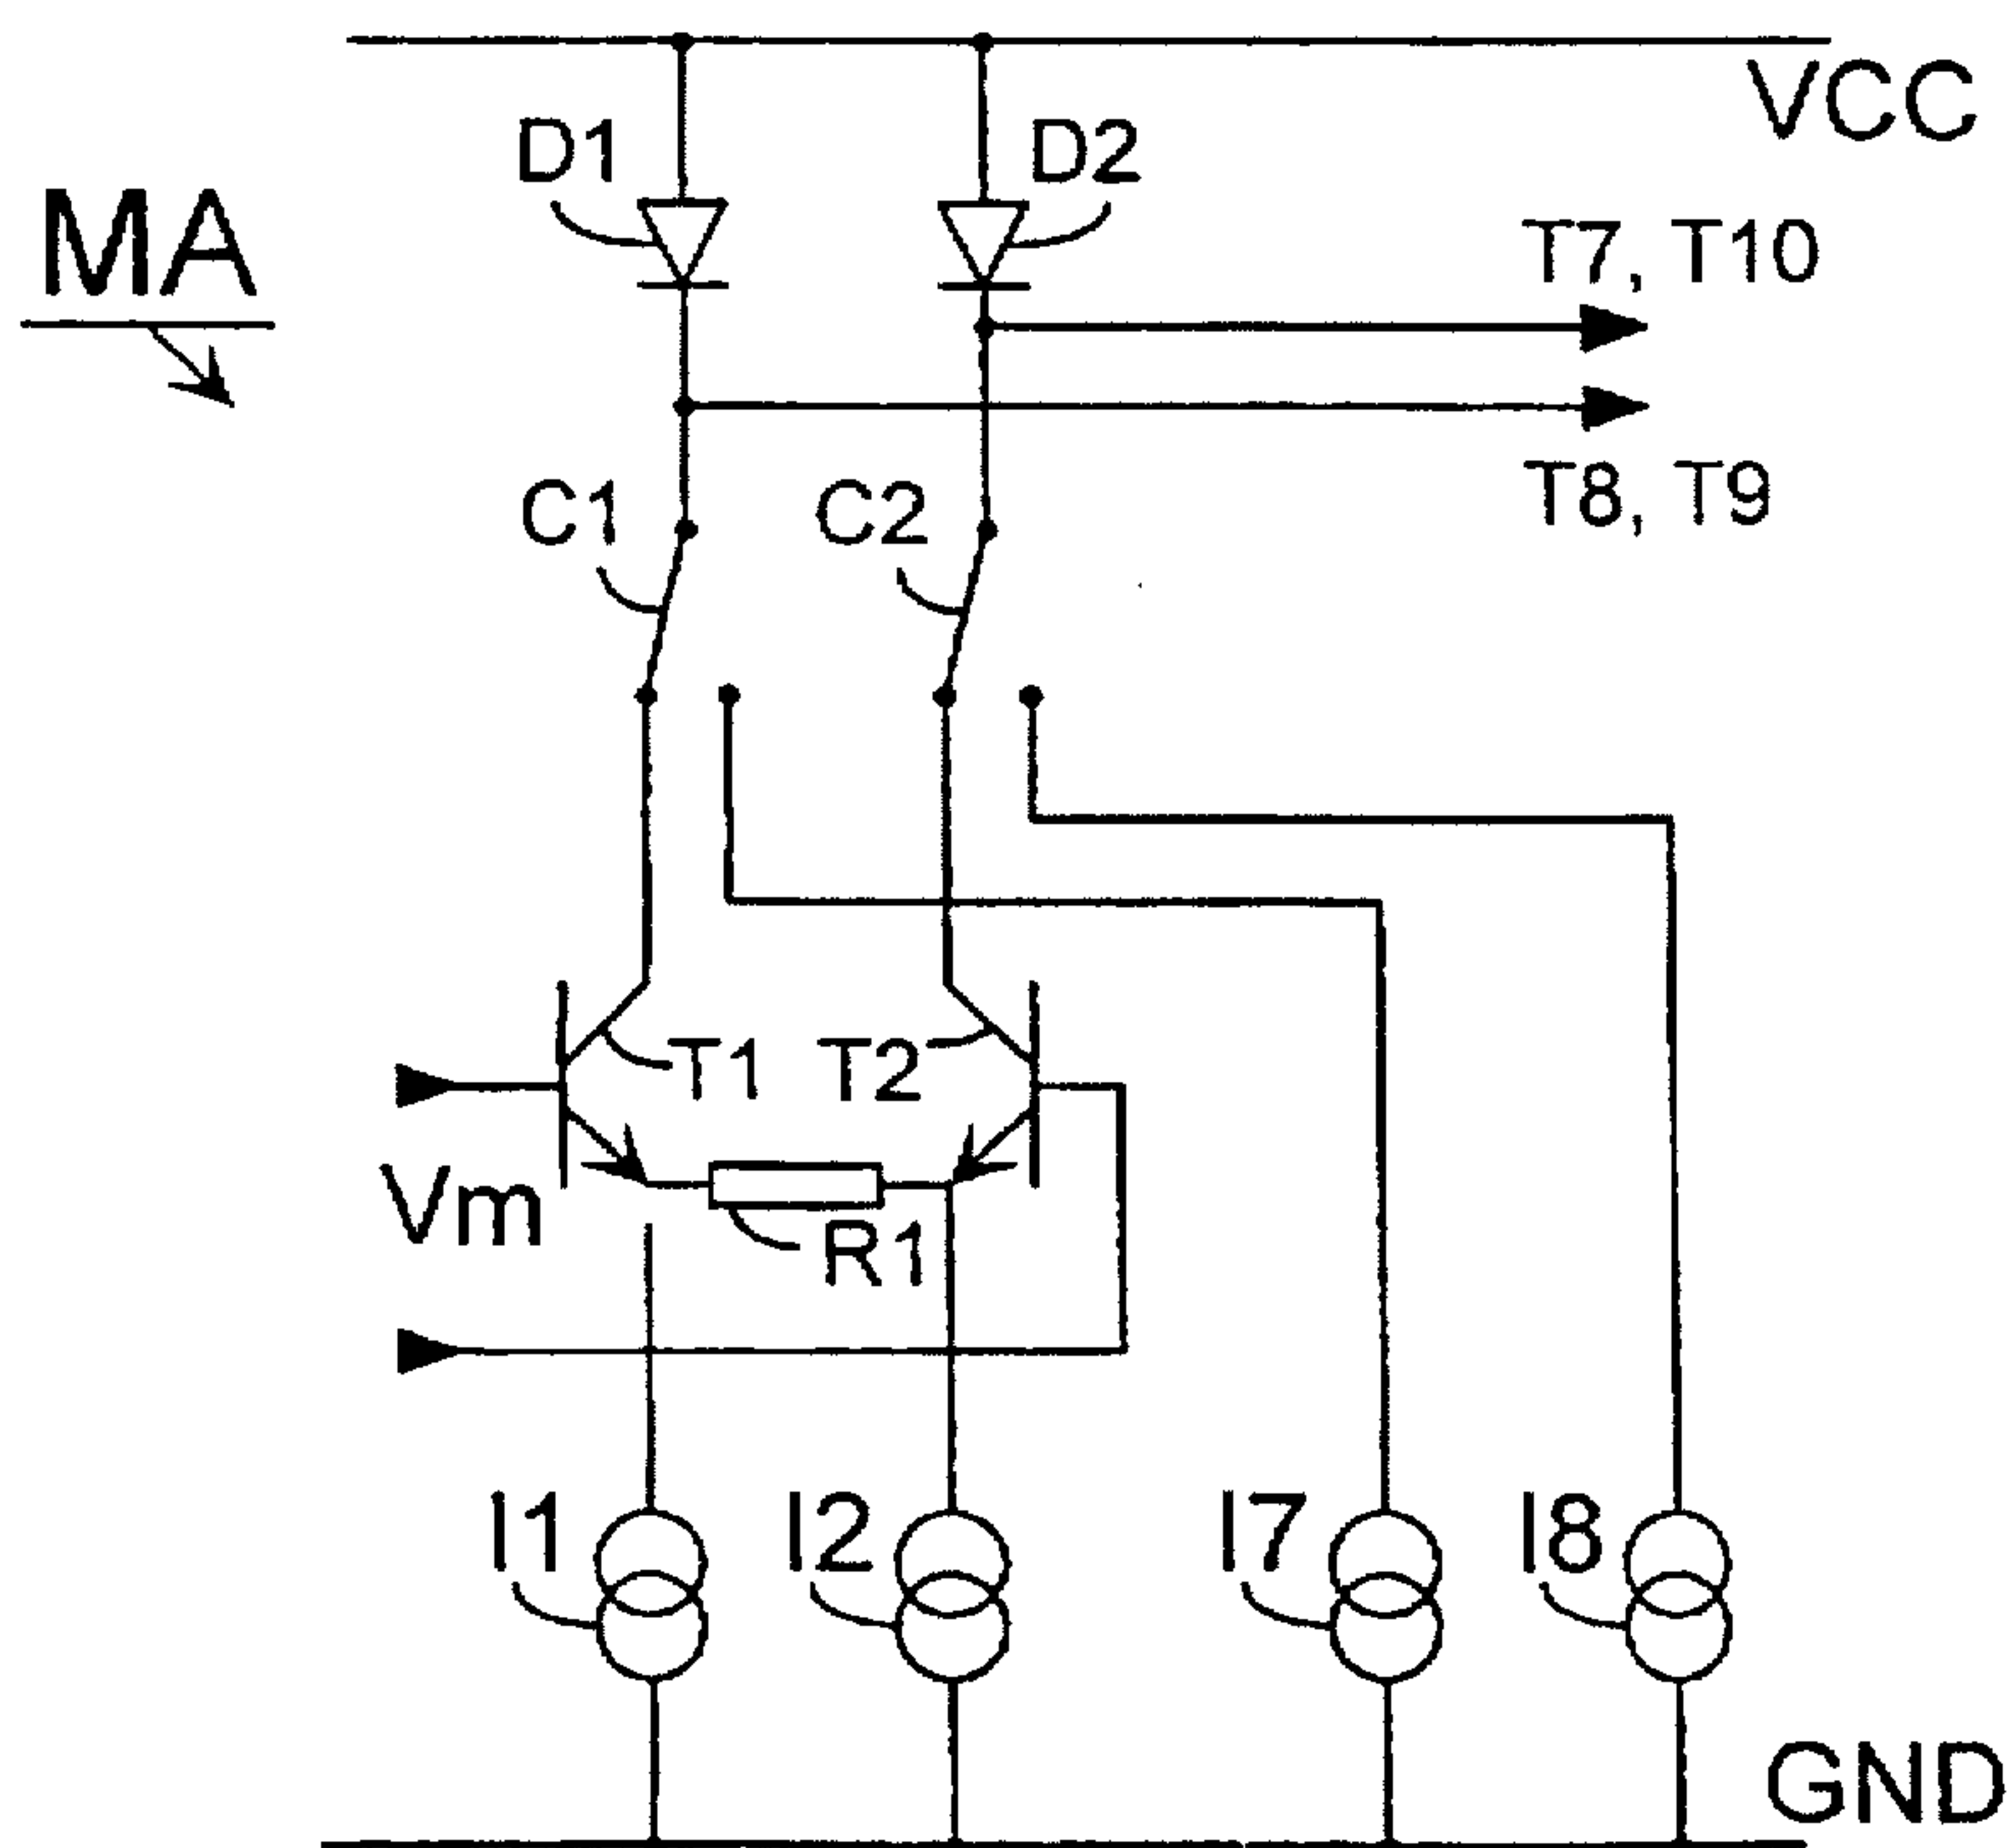 VCC
D1
D2
MA
T7, T10
T8, T9
C1
C2
T1
T2
Vm
R1
I1
I2
I7
I8
GND